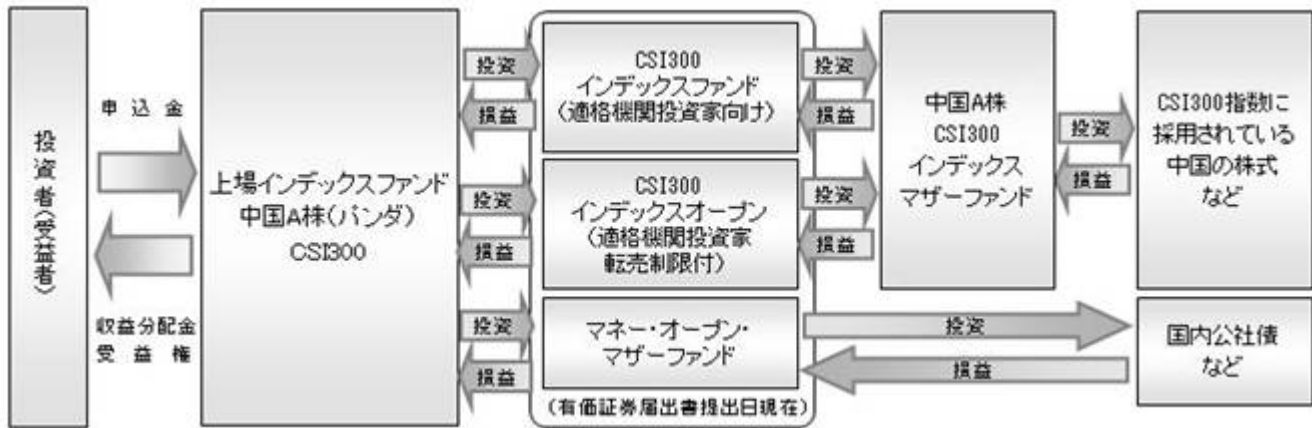 投資者(受益者)
申込金
収益分配金
受益権
上場インデックスファンド
中国A株(パンダ)
CSI300
投資
損益
投資
損益
投資
損益
CSI300
インデックスファンド
(適格機関投資家向け)
CSI300
インデックスオープン
(適格機関投資家
転売制限付)
マネー・オープン・
マザーファンド
(有価証券届出書提出日現在)
投資
損益
投資
損益
中国A株
CSI300
インデックス
マザーファンド
投資
損益
CSI300指数に
採用されている
中国の株式
など
投資
損益
国内公社債
など